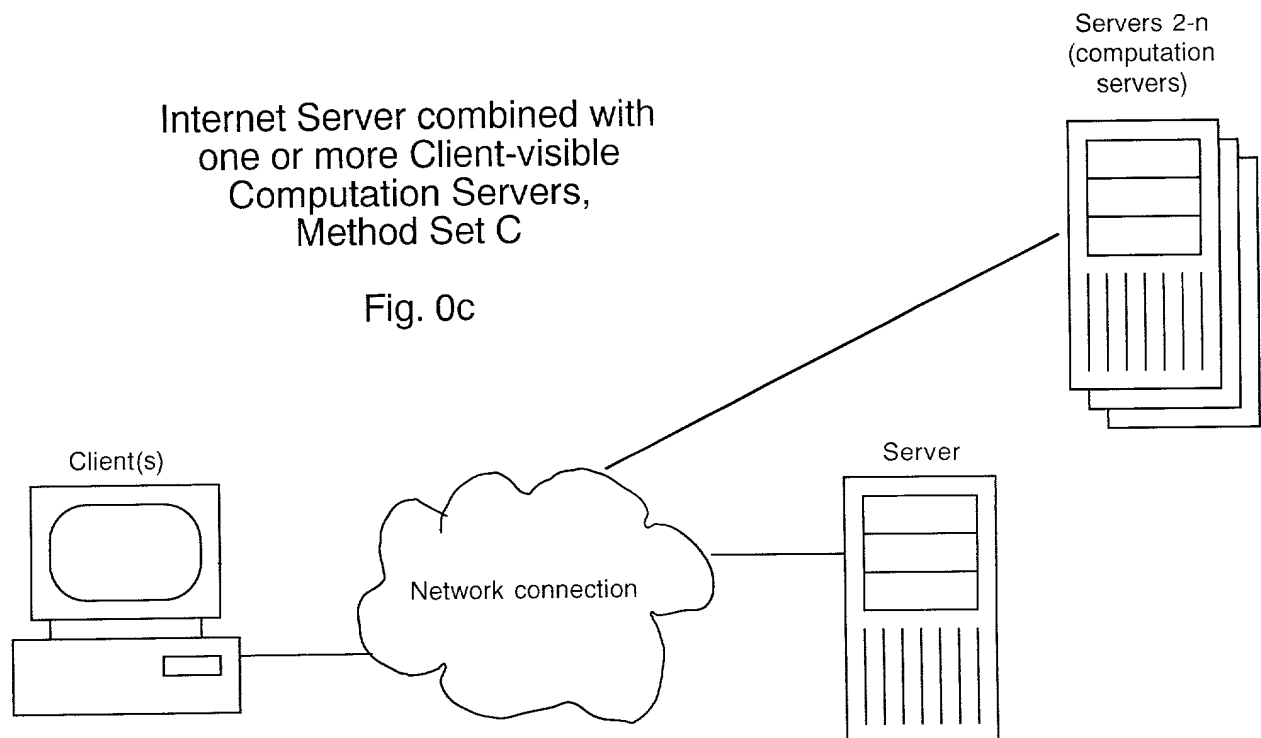 Servers 2-n
(computation
servers)
Internet Server combined with
one or more Client-visible
Computation Servers,
Method Set C
Fig. 0c
Client(s)
Server
Network connection